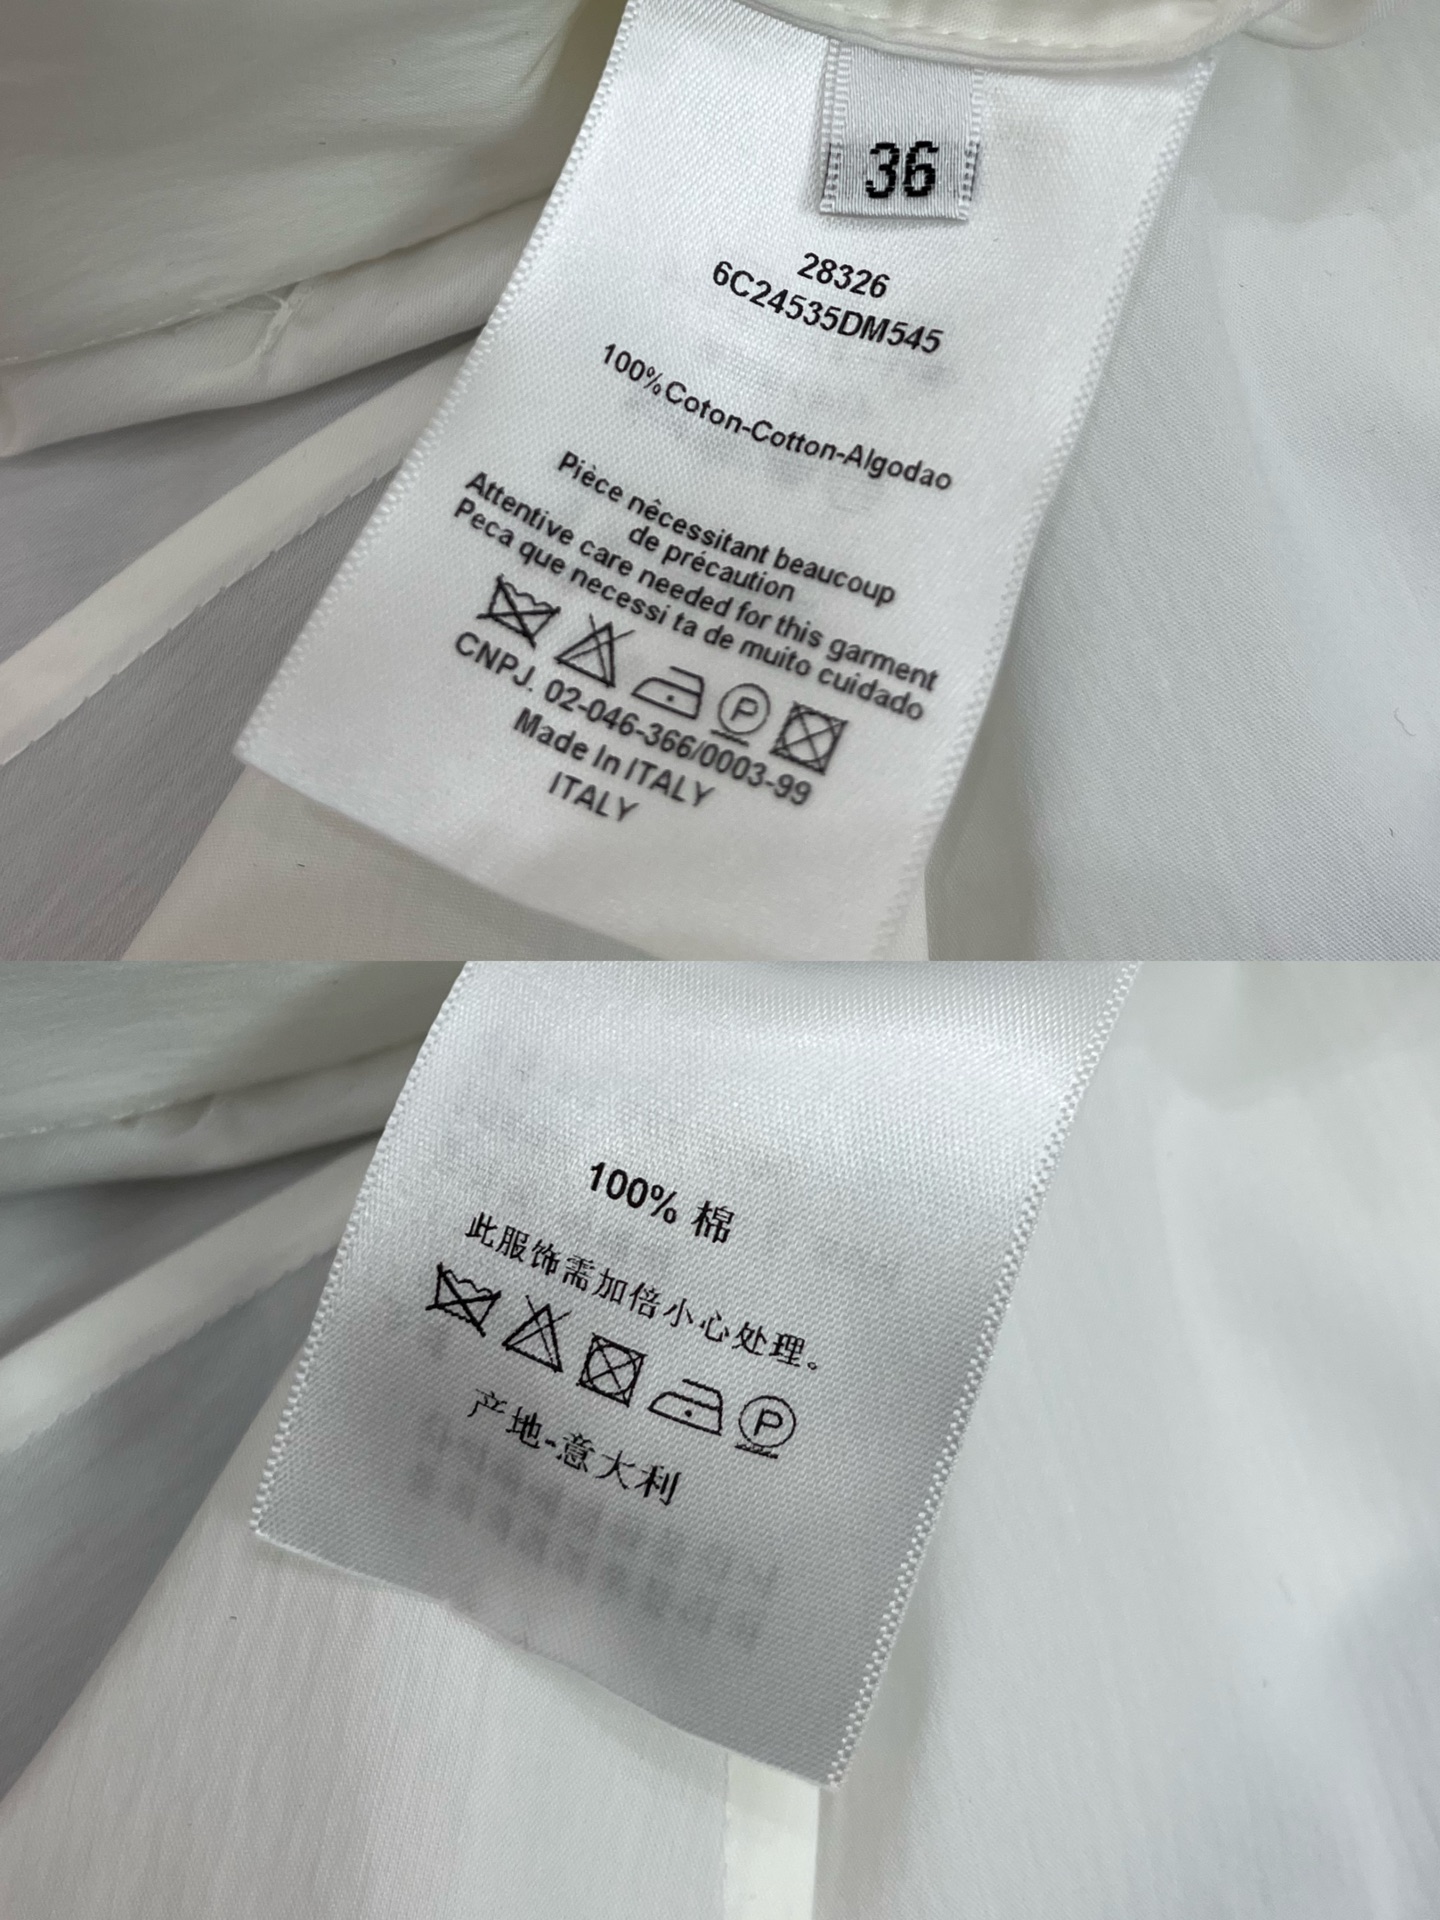 36
28326
6C24535DM545
100%Coton-Cotton-Algodao
Pièce nêcessitant beaucoup
de précaution
Attentive care needed for this garment
Peca que necessi ta de muito cuidado
P
CNPJ. 02-046-366/0003-99
Made In ITALY
ITALY
100% 棉
此服饰需加倍小心处理。
P
产地-意大利